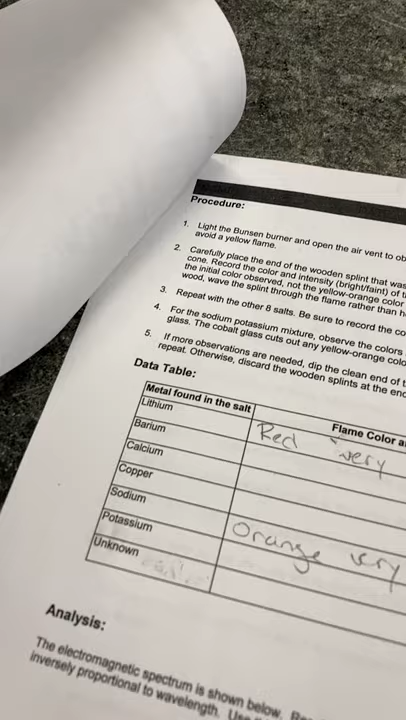 Procedure:
1. Light the Bunsen burner and open the air vent to ob
avoid a yellow flame.
2. Carefully place the end of the wooden splint that was
cone. Record the color and intensity (bright/faint) of t
the initial color observed, not the yellow-orange color
wood, wave the splint through the flame rather than h
3. Repeat with the other 8 salts. Be sure to record the co
4. For the sodium potassium mixture, observe the colors
glass. The cobalt glass cuts out any yellow-orange colo
5. If more observations are needed, dip the clean end of t
repeat. Otherwise, discard the wooden splints at the end
Data Table:
Metal found in the salt Flame Color a
Lithium Red very
Barium
Calcium
Copper
Sodium Orange very
Potassium
Unknown
Analysis:
The electromagnetic spectrum is shown below.
inversely proportional to wavelength.